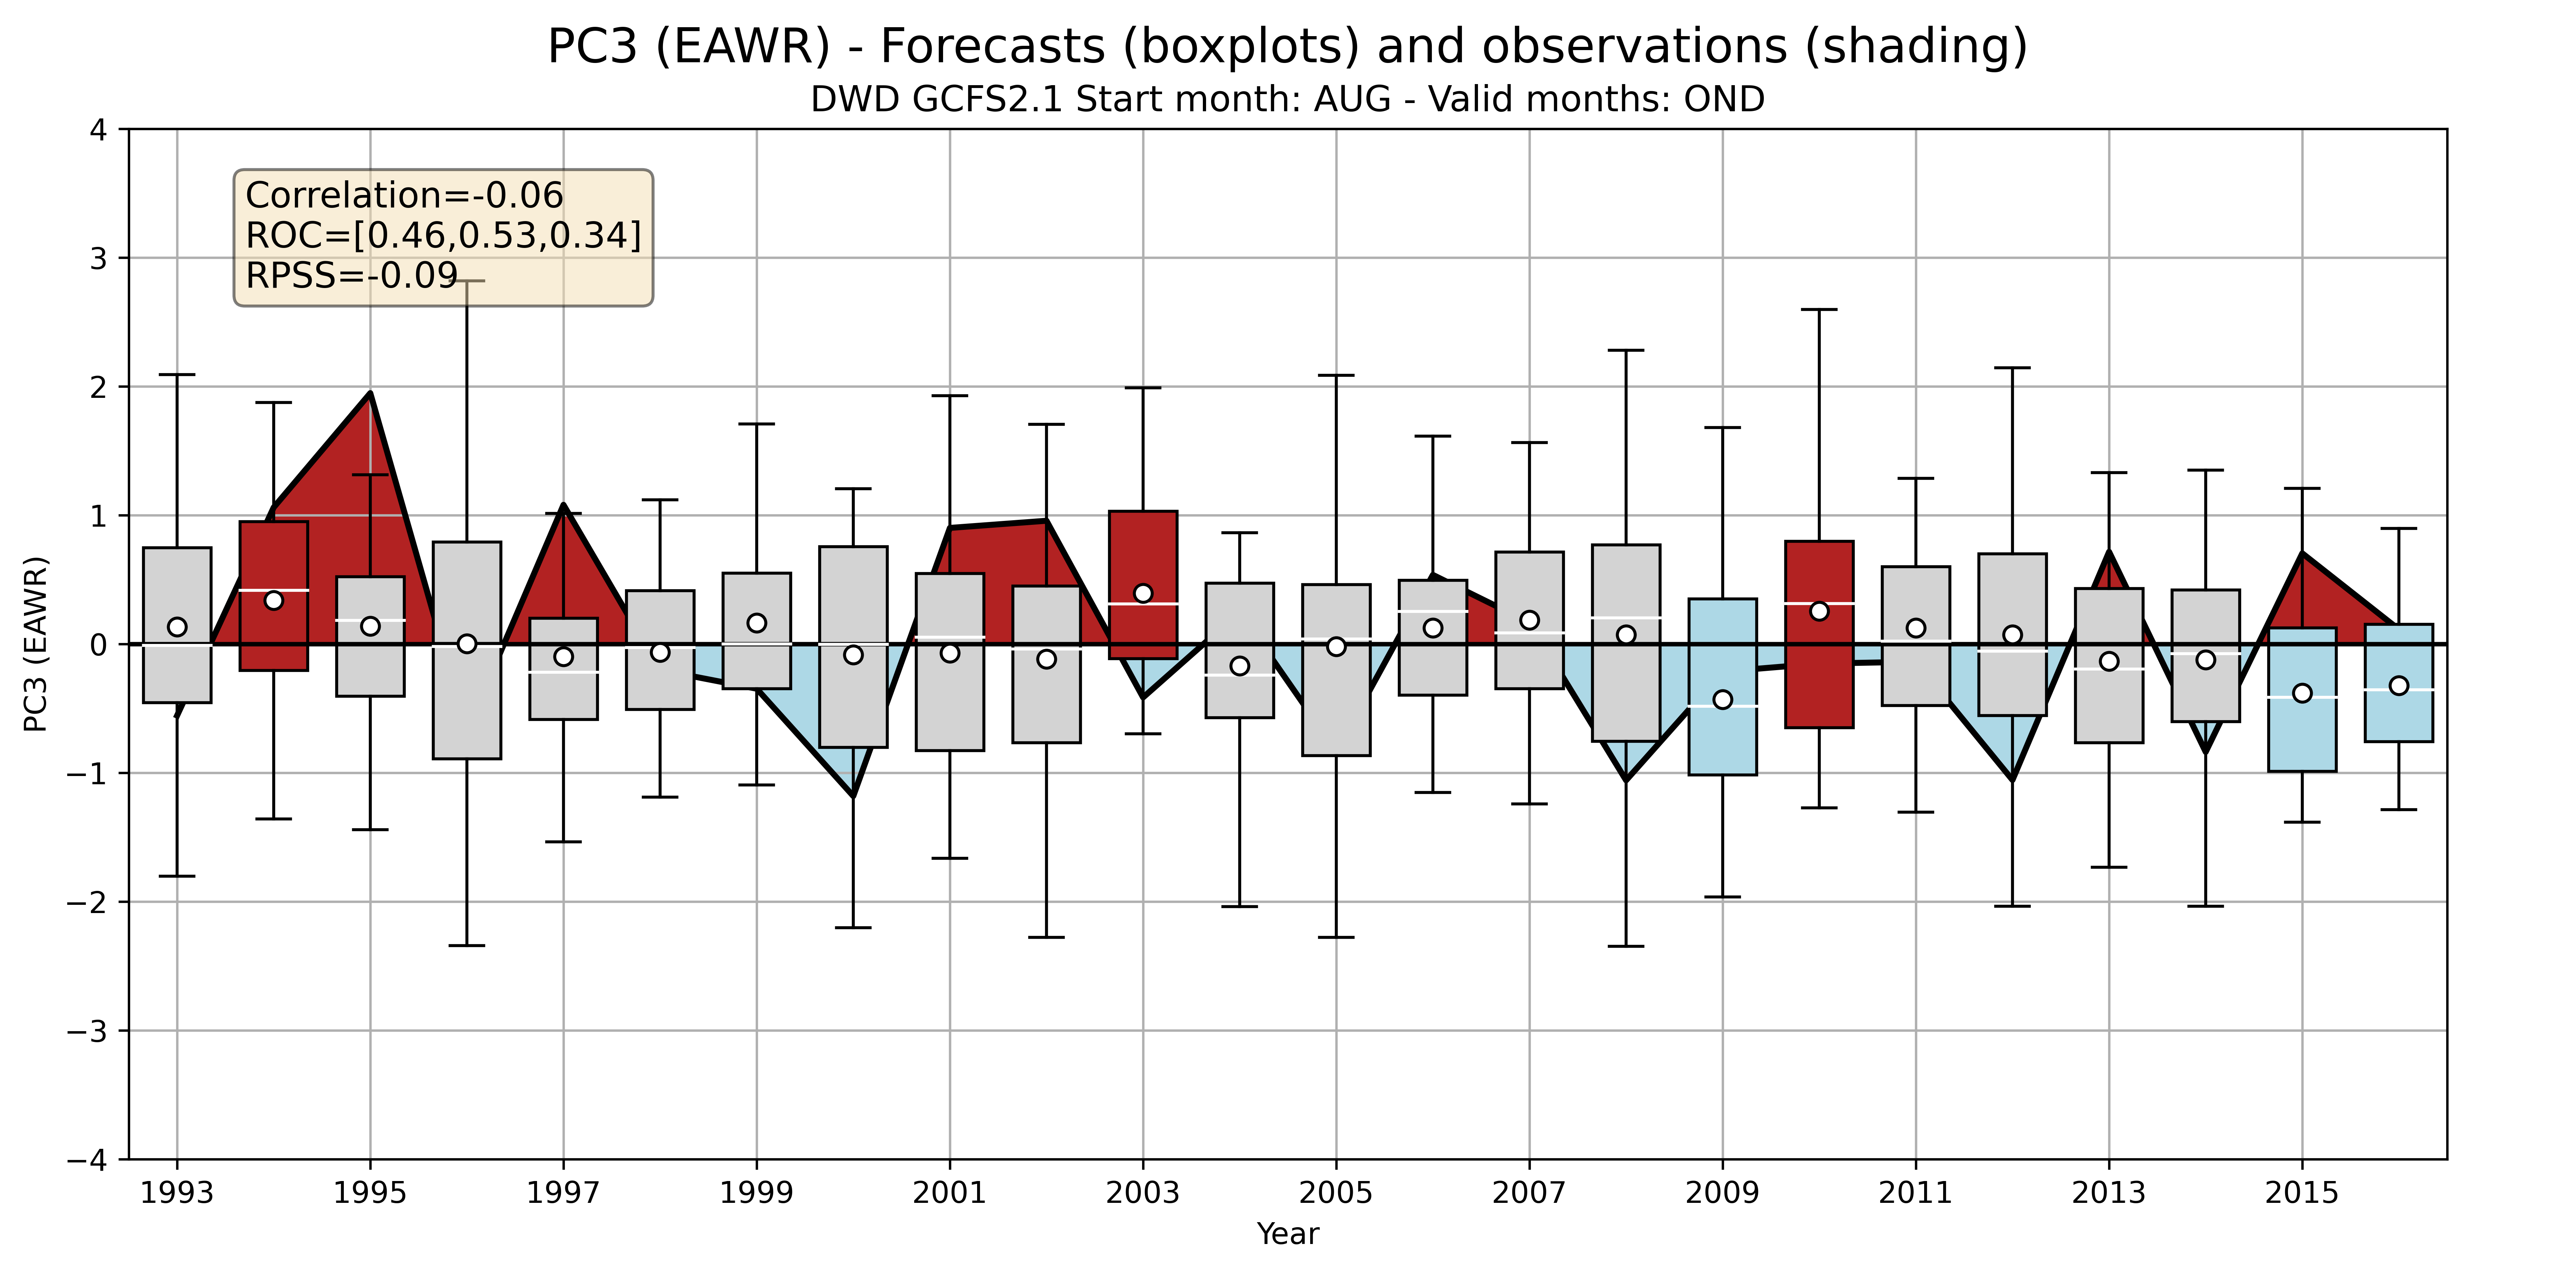 PC3 (EAWR) - Forecasts (boxplots) and observations (shading)
DWD GCFS2.1 Start month: AUG - Valid months: OND
Correlation=-0.06
ROC=[0.46,0.53,0.34]
RPSS=-0.09
PC3 (EAWR)
4
3
2
1
0
−1
−2
−3
−4
1993 1995 1997 1999 2001 2003 2005 2007 2009 2011 2013 2015
Year